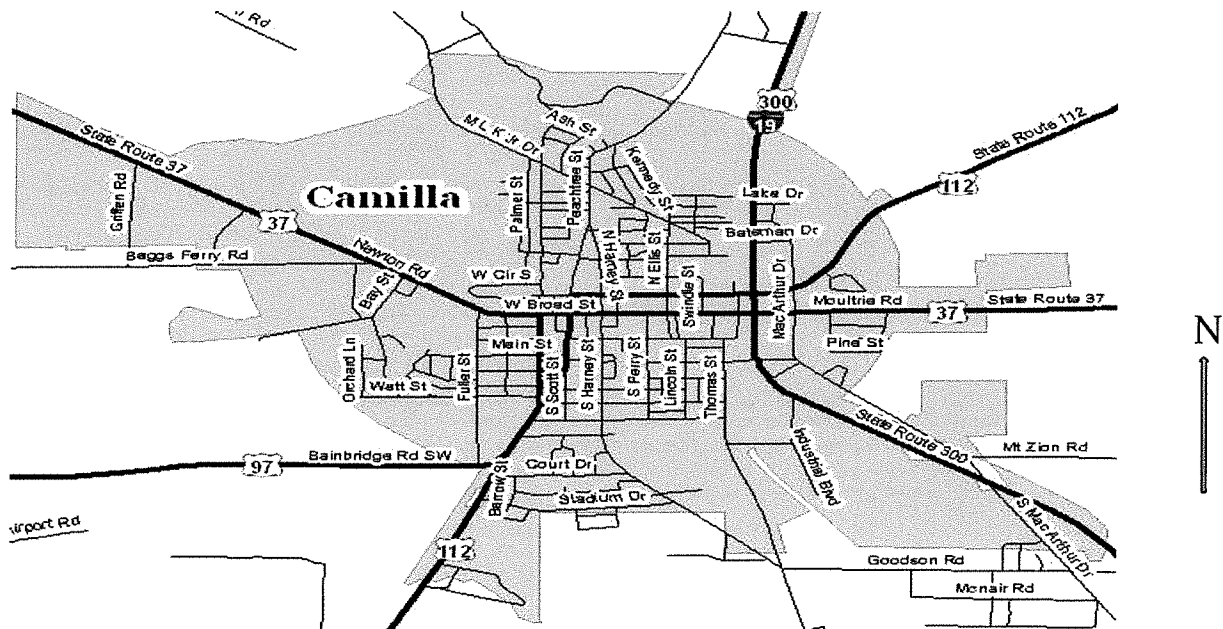 Rd
300
19
State Route 112
112
Ash St
M L K Jr Dr
State Route 37
Kennedy St
Peachtree St
Palmer St
Camilla
Lake Dr
Griffen Rd
37
Bateman Dr
N Harney St
N Ellis St
Newton Rd
Beggs Ferry Rd
W Cir S
Bay St
W Broad St
Swindle St
Mac Arthur Dr
Moultrie Rd
State Route 37
37
N
Main St
Pine St
Orchard Ln
Fuller St
Watt St
S Scott St
S Harney St
S Perry St
Lincoln St
Thomas St
State Route 300
Industrial Blvd
Mt Zion Rd
Bainbridge Rd SW
97
Court Dr
Barrow St
Stadium Dr
S Mac Arthur Dr
Airport Rd
112
Goodson Rd
Mcnair Rd